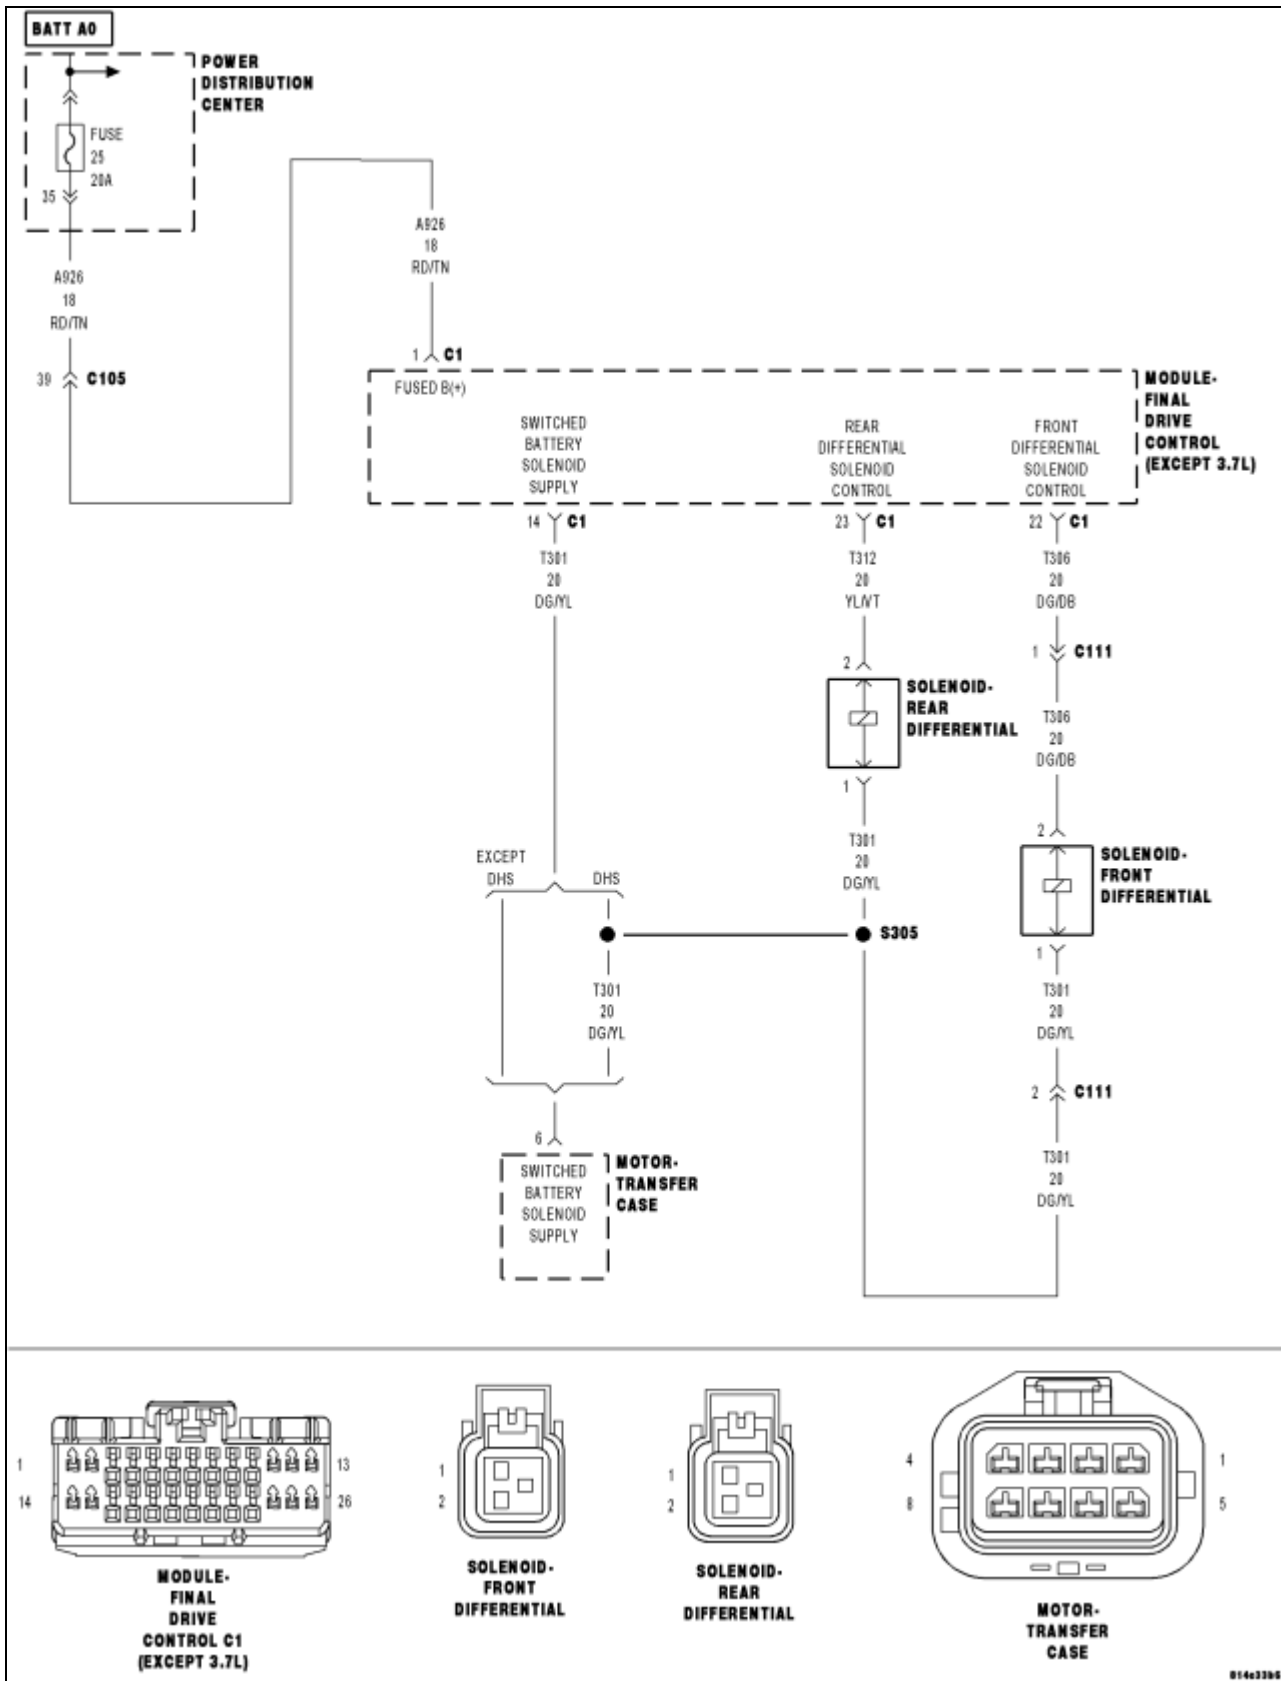 BATT A0
POWER
DISTRIBUTION
CENTER
FUSE
25
20A
35
A926
18
RD/TN
39 C105
A926
18
RD/TN
1 C1
FUSED B(+)
MODULE-
FINAL
DRIVE
CONTROL
(EXCEPT 3.7L)
SWITCHED
BATTERY
SOLENOID
SUPPLY
REAR
DIFFERENTIAL
SOLENOID
CONTROL
FRONT
DIFFERENTIAL
SOLENOID
CONTROL
14 C1
T301
20
DG/YL
23 C1
T312
20
YL/VT
22 C1
T306
20
DG/DB
1 C111
T306
20
DG/DB
2
SOLENOID-
REAR
DIFFERENTIAL
1
T301
20
DG/YL
2
SOLENOID-
FRONT
DIFFERENTIAL
1
T301
20
DG/YL
EXCEPT
DHS
DHS
S305
T301
20
DG/YL
2 C111
T301
20
DG/YL
6
SWITCHED
BATTERY
SOLENOID
SUPPLY
MOTOR-
TRANSFER
CASE
1 13
14 26
MODULE-
FINAL
DRIVE
CONTROL C1
(EXCEPT 3.7L)
1
2
SOLENOID-
FRONT
DIFFERENTIAL
1
2
SOLENOID-
REAR
DIFFERENTIAL
4 1
8 5
MOTOR-
TRANSFER
CASE